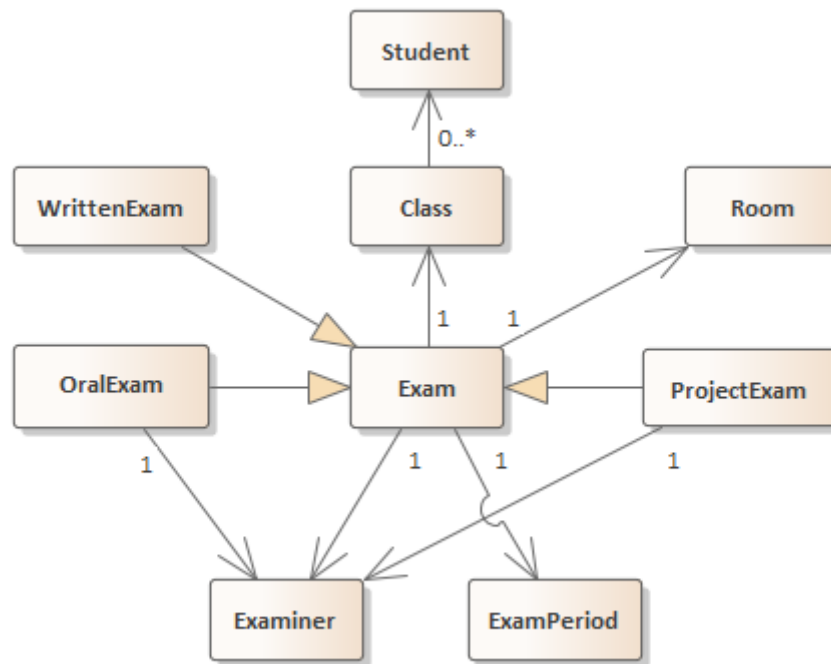 Student
0..*
WrittenExam
Class
Room
1
1
OralExam
Exam
ProjectExam
1
1
1
1
Examiner
ExamPeriod